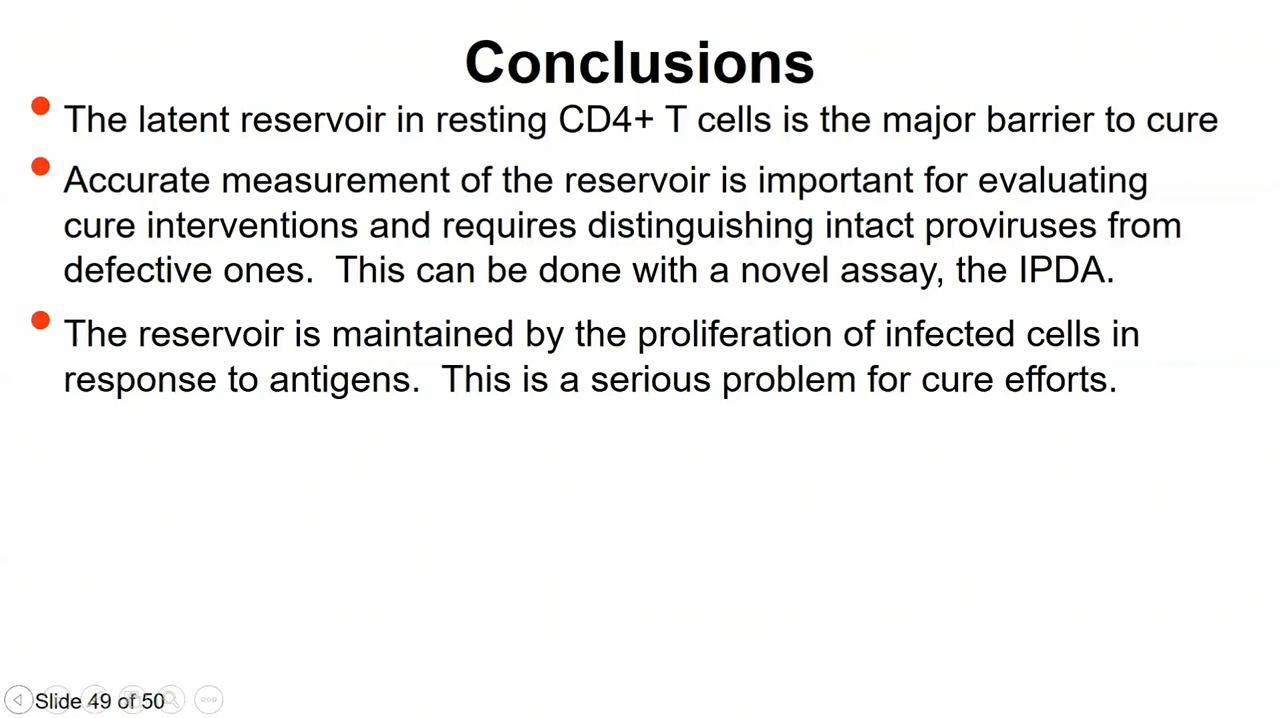 Conclusions
The latent reservoir in resting CD4+ T cells is the major barrier to cure
Accurate measurement of the reservoir is important for evaluating
cure interventions and requires distinguishing intact proviruses from
defective ones.  This can be done with a novel assay, the IPDA.
The reservoir is maintained by the proliferation of infected cells in
response to antigens.  This is a serious problem for cure efforts.
Slide 49 of 50